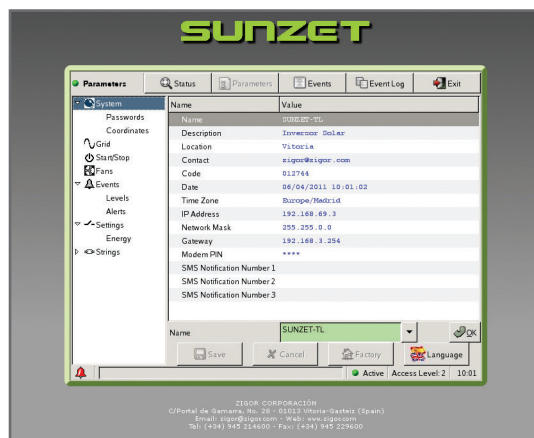 SUNZET
Parameters
Status
Parameters
Events
Event Log
Exit
System
Passwords
Coordinates
Grid
Start/Stop
Fans
Events
Levels
Alerts
Settings
Energy
Strings
Name Value
Name SUNZET-TL
Description Inversor Solar
Location Vitoria
Contact zigor@zigor.com
Code 012744
Date 06/04/2011 10:01:02
Time Zone Europe/Madrid
IP Address 192.168.69.3
Network Mask 255.255.0.0
Gateway 192.168.3.254
Modem PIN ****
SMS Notification Number 1
SMS Notification Number 2
SMS Notification Number 3
Name SUNZET-TL OK
Save Cancel Factory Language
Active Access Level: 2 10:01
ZIGOR CORPORACIÓN
C/Portal de Gamarra, No. 28 - 01013 Vitoria-Gasteiz (Spain)
Email: zigor@zigor.com - Web: www.zigor.com
Tel: (+34) 945 214600 - Fax: (+34) 945 229600